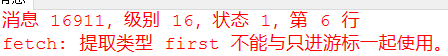 消息 16911，级别 16，状态 1，第 6 行
fetch: 提取类型 first 不能与只进游标一起使用。